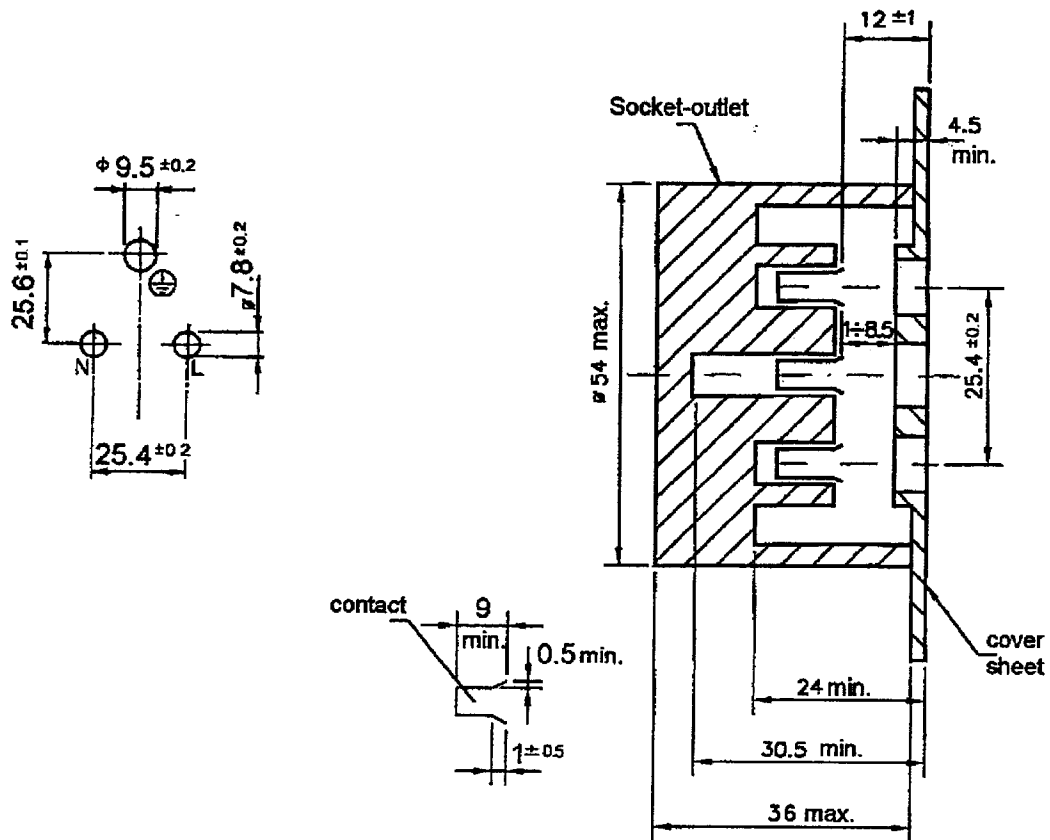 12 ±1
Socket-outlet
4.5
min.
Φ 9.5 ±0.2
25.6 ±0.1
ø7.8 ±0.2
N
L
25.4 ±0.2
ø 54 max.
1÷8.5
25.4 ±0.2
contact
9
min.
0.5 min.
1 ± 0.5
cover
sheet
24 min.
30.5 min.
36 max.